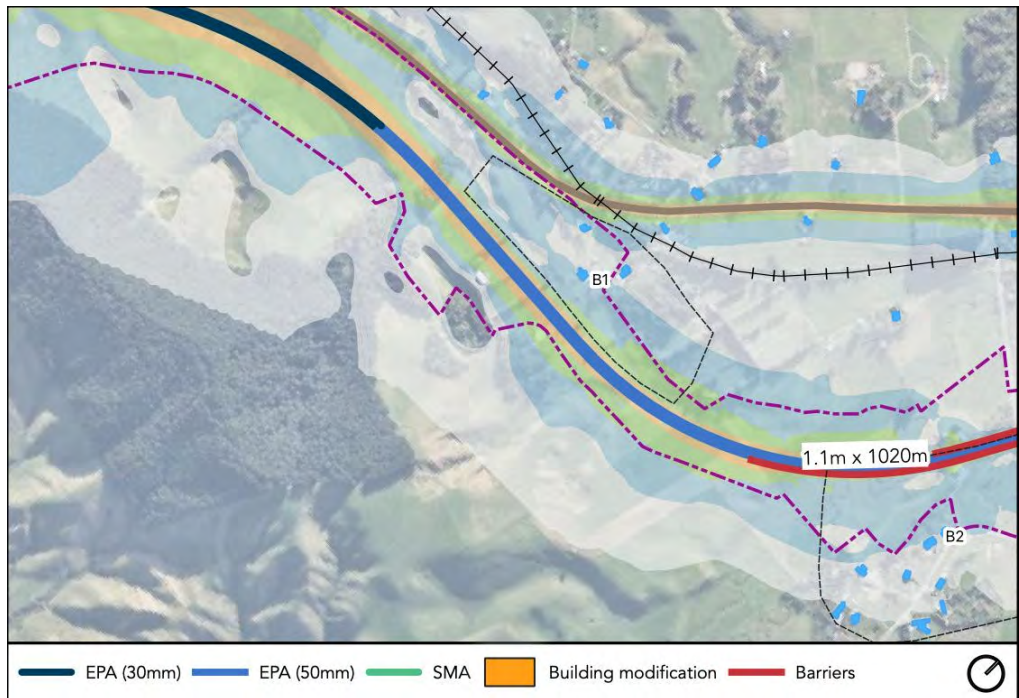 B1
1.1m x 1020m
B2
EPA (30mm) EPA (50mm) SMA Building modification Barriers